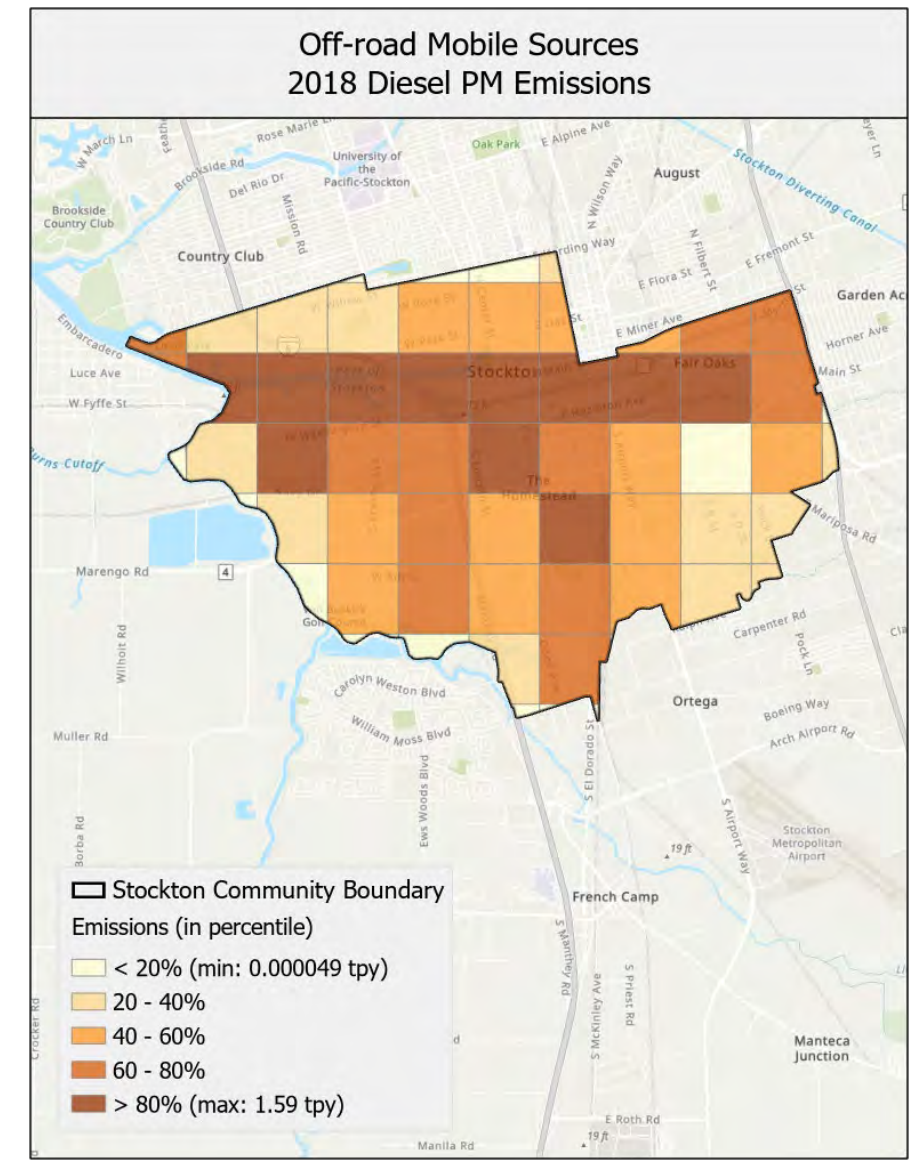 Off-road Mobile Sources
2018 Diesel PM Emissions
W March Ln
Rose Marie
Oak Park
E Alpine Ave
University of
the
Pacific-Stockton
Brookside Rd
Del Rio Dr
Mission Rd
N Wilson Way
August
Stockton Diverting Canal
Brookside
Country Club
Country Club
N Filbert St
E Flora St
E Fremont St
Garden
Embarcadero
E Miner Ave
Horner Ave
Luce Ave
Stockton
Fair Oaks
Main St
W Fyffe St
Burns Cutoff
The
Homestead
Mariposa Rd
Marengo Rd
4
Carpenter Rd
Wilhoit Rd
Pock Ln
Carolyn Weston Blvd
Ortega
Boeing Way
William Moss Blvd
Arch Airport Rd
Muller Rd
S El Dorado St
Ews Woods Blvd
S Airport Way
Borba Rd
Stockton
Metropolitan
Airport
19 ft
French Camp
S Manthey Rd
S McKinley Ave
S Priest Rd
Crocker Rd
Manteca
Junction
E Roth Rd
19 ft
Manila Rd
Stockton Community Boundary
Emissions (in percentile)
< 20% (min: 0.000049 tpy)
20 - 40%
40 - 60%
60 - 80%
> 80% (max: 1.59 tpy)